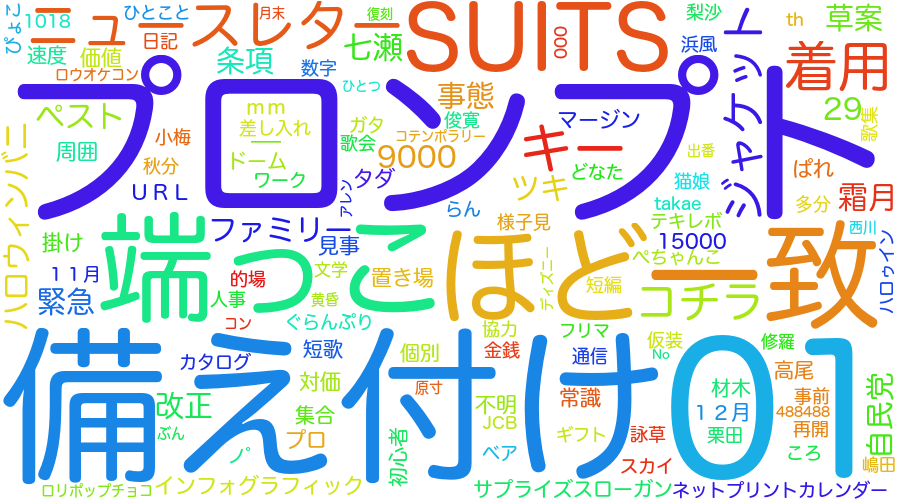 ぴょこ
1018
ひとこと
月末
復刻
ニュースレター
SUITS
梨沙
th
草案
速度
価値
日記
条項
七瀬
000
浜風
着用
ロウオケコン
数字
ひとつ
プロンプト
ジャケット
ペスト
mm
差し入れ
ー
ドーム
ワーク
ガタ
歌会
事態
俊寛
コテンポラリー
9000
キー
マージン
29
歌集
周囲
小梅
秋分
URL
アレン
タダ
ツキ
どなた
出番
猫娘
ぱれ
霜月
takae
多分
らん
様子見
テキレボ
西川
ハロウィンバニー
ファミリー
見事
15000
ぺちゃんこ
掛け
端っこ
ほど
一致
ハロウィン
11月
緊急
的場
人事
文学
黄昏
置き場
ディズニー
短編
コチラ
コン
ぐらんぷり
備え付け
01
協力
フリマ
仮装
No
修羅
カタログ
短歌
個別
金銭
通信
高尾
対価
原寸
常識
材木
事前
自民党
改正
集合
不明
JCB
12月
488488
再開
ぶん
プロ
初心者
ギフト
詠草
栗田
ころ
嶋田
ノベ
ベア
スカイ
ロリポップチョコ
インフォグラフィック
サプライズスローガン
ネットプリントカレンダー